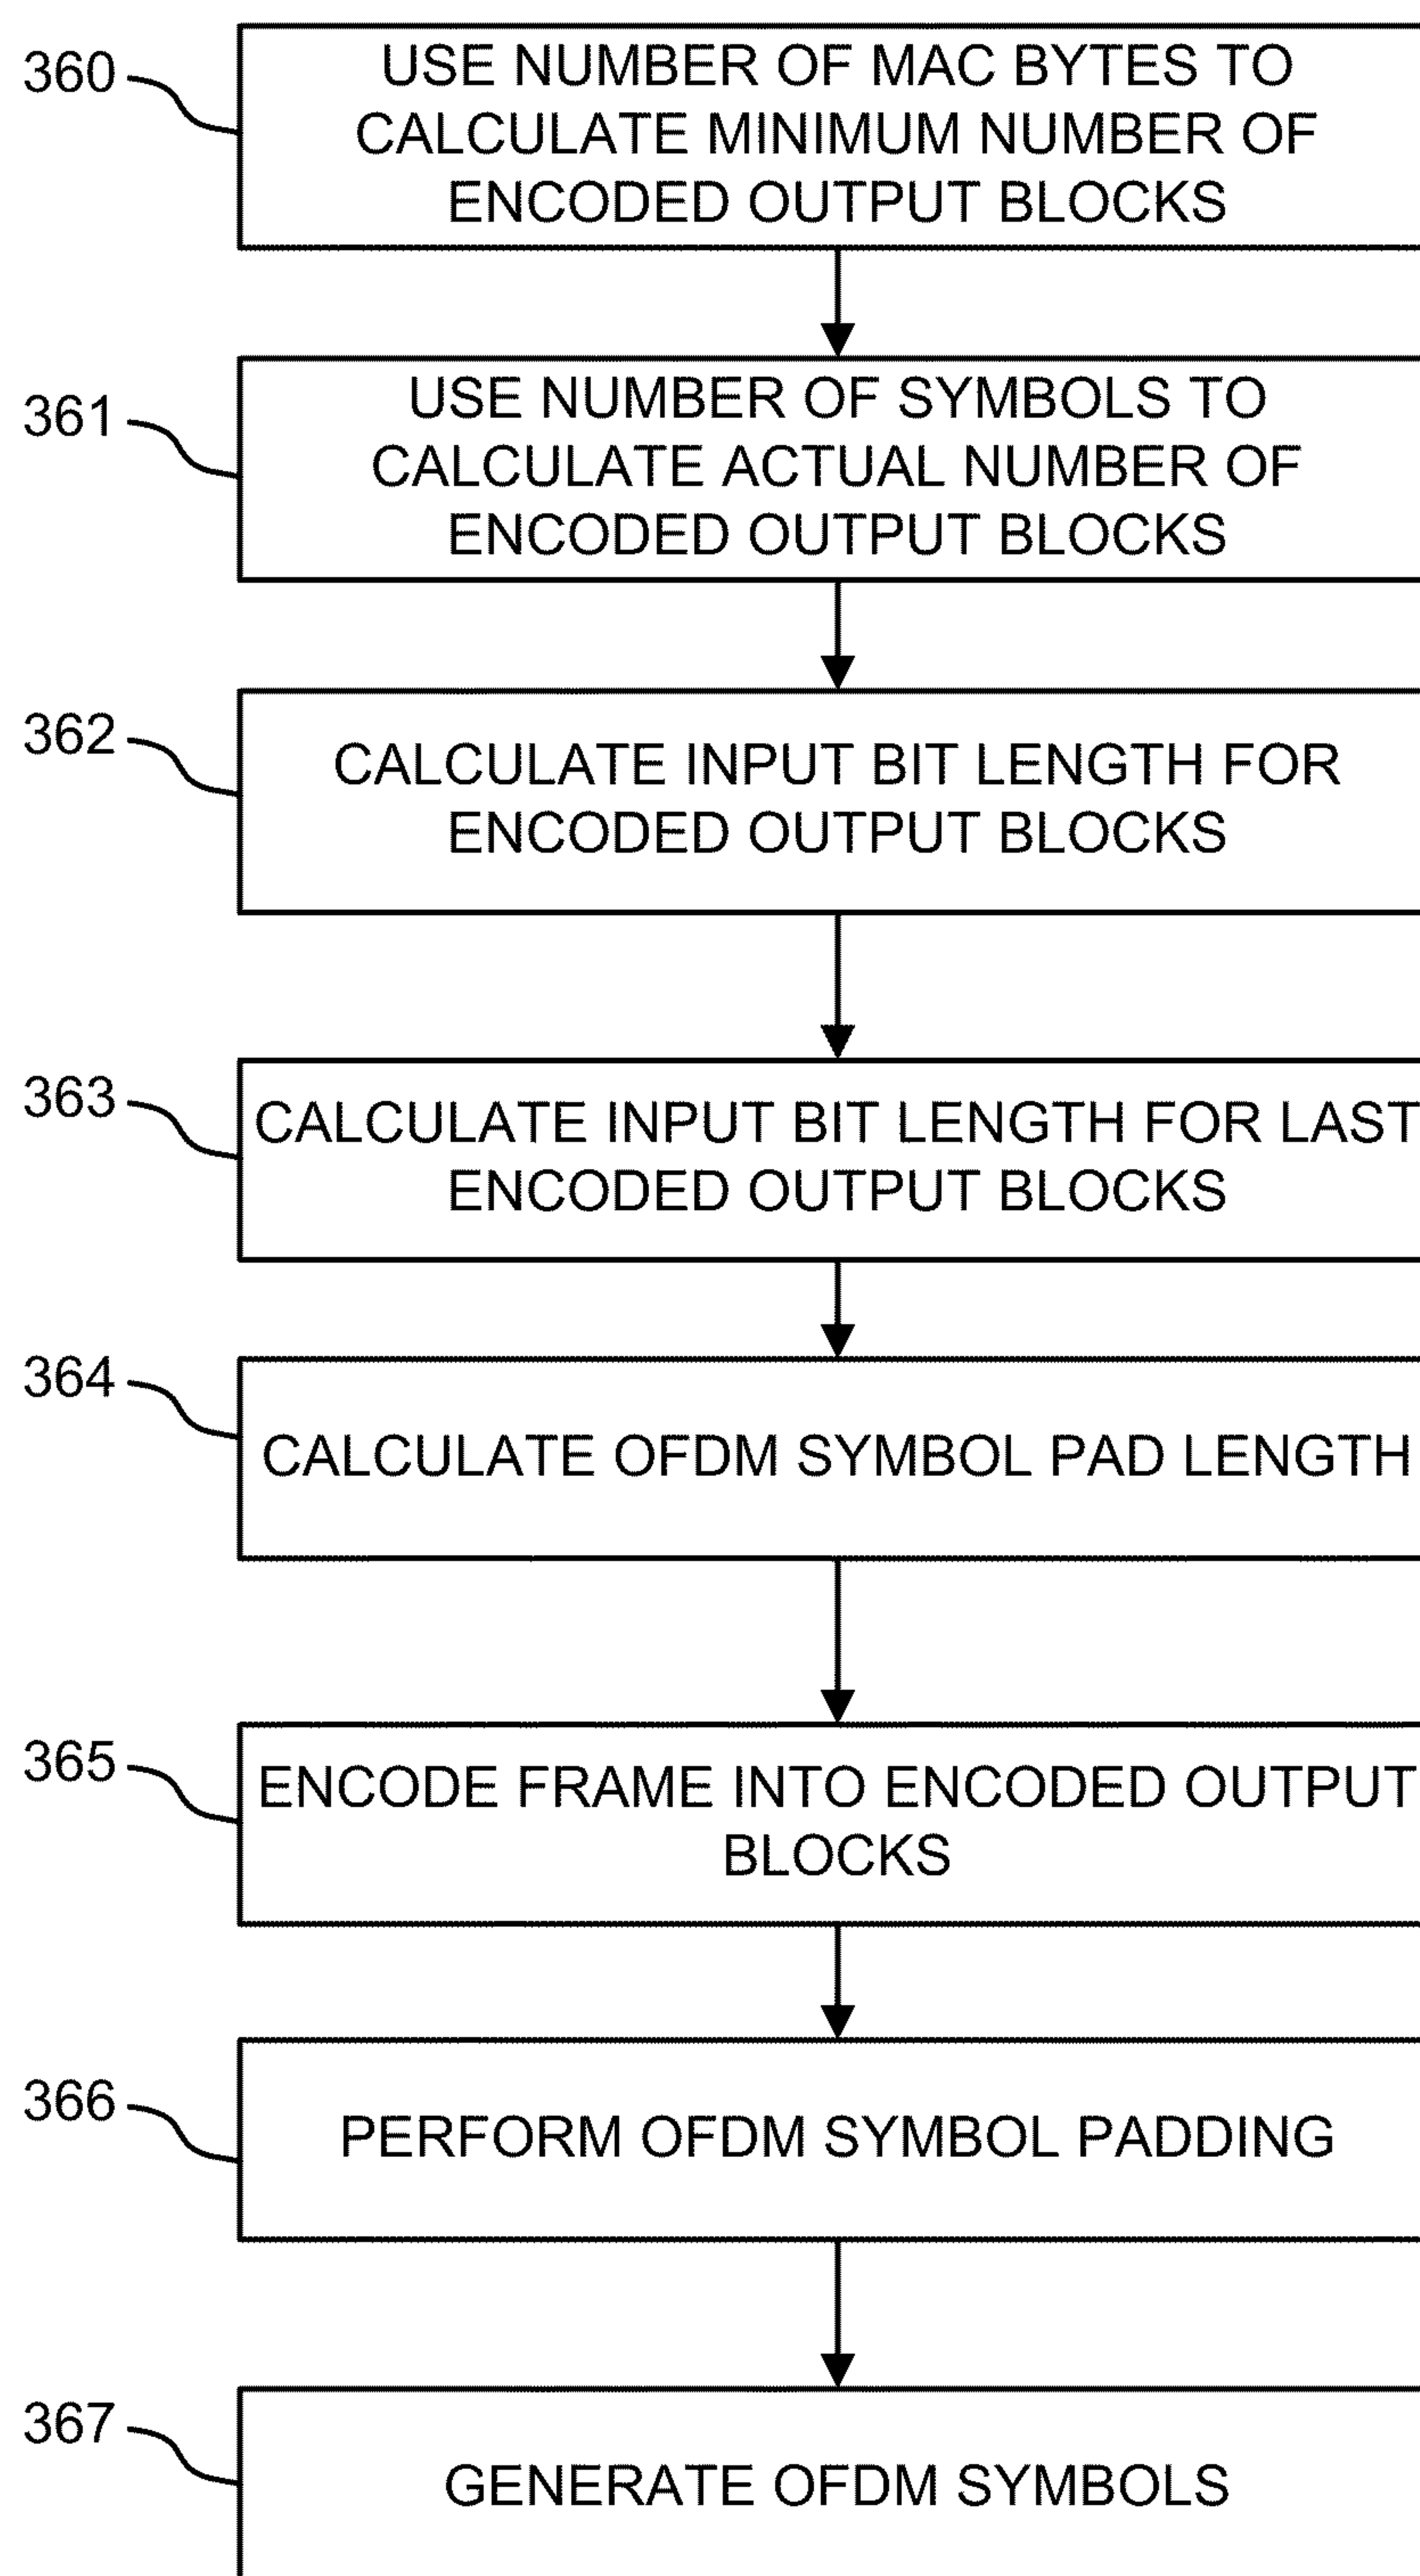 360
USE NUMBER OF MAC BYTES TO
CALCULATE MINIMUM NUMBER OF
ENCODED OUTPUT BLOCKS
361
USE NUMBER OF SYMBOLS TO
CALCULATE ACTUAL NUMBER OF
ENCODED OUTPUT BLOCKS
362
CALCULATE INPUT BIT LENGTH FOR
ENCODED OUTPUT BLOCKS
363
CALCULATE INPUT BIT LENGTH FOR LAST
ENCODED OUTPUT BLOCKS
364
CALCULATE OFDM SYMBOL PAD LENGTH
365
ENCODE FRAME INTO ENCODED OUTPUT
BLOCKS
366
PERFORM OFDM SYMBOL PADDING
367
GENERATE OFDM SYMBOLS